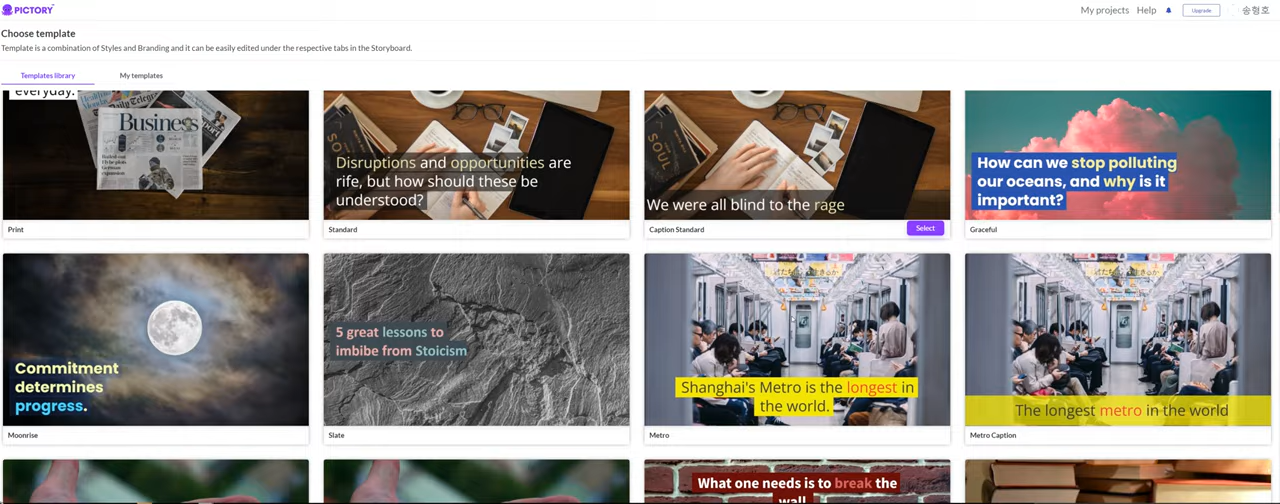 PICTORY
My projects
Help
Upgrade
송형호
Choose template
Template is a combination of Styles and Branding and it can be easily edited under the respective tabs in the Storyboard.
Templates library
My templates
everyday.
Daily Telegraph
Business
Print
SOUL
Disruptions and opportunities are
rife, but how should these be
understood?
Standard
SOUL
We were all blind to the rage
Caption Standard
Select
How can we stop polluting
our oceans, and why is it
important?
Graceful
Commitment
determines
progress.
Moonrise
5 great lessons to
imbibe from Stoicism
Slate
Shanghai's Metro is the longest in
the world.
Metro
The longest metro in the world
Metro Caption
What one needs is to break the
wall